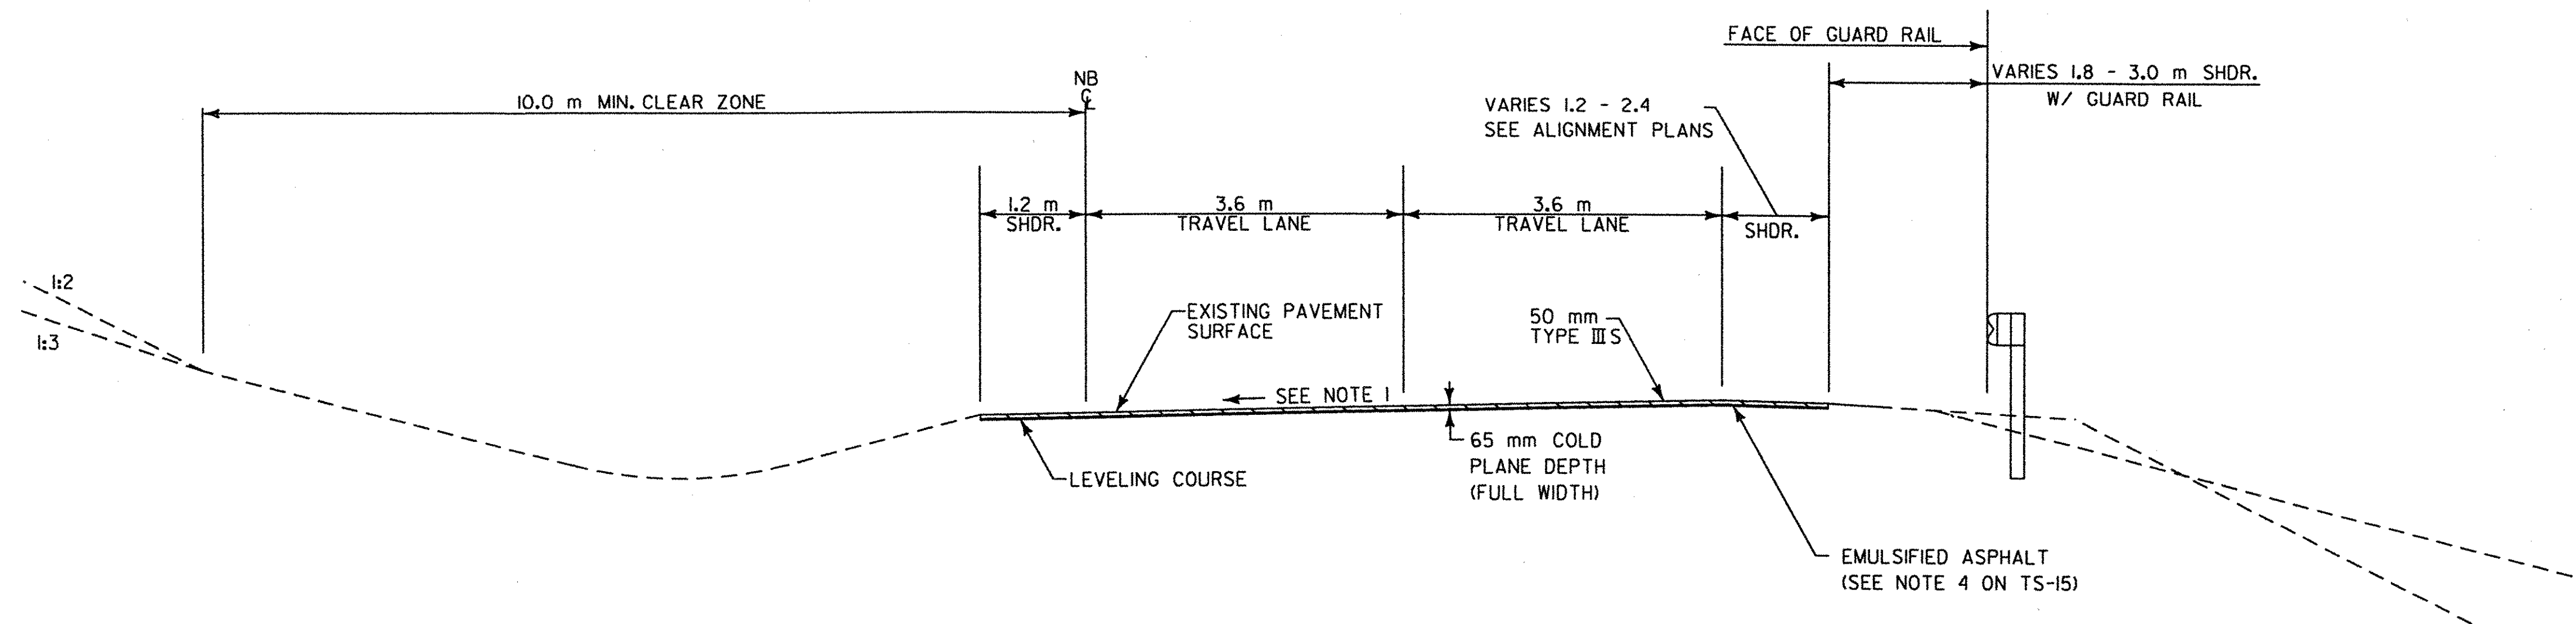 FACE OF GUARD RAIL
VARIES 1.8 - 3.0 m SHDR.
W/ GUARD RAIL
NB
℄
10.0 m MIN. CLEAR ZONE
VARIES 1.2 - 2.4
SEE ALIGNMENT PLANS
1.2 m
SHDR.
3.6 m
TRAVEL LANE
3.6 m
TRAVEL LANE
SHDR.
1:2
1:3
EXISTING PAVEMENT
SURFACE
50 mm
TYPE III S
SEE NOTE 1
65 mm COLD
PLANE DEPTH
(FULL WIDTH)
LEVELING COURSE
EMULSIFIED ASPHALT
(SEE NOTE 4 ON TS-15)